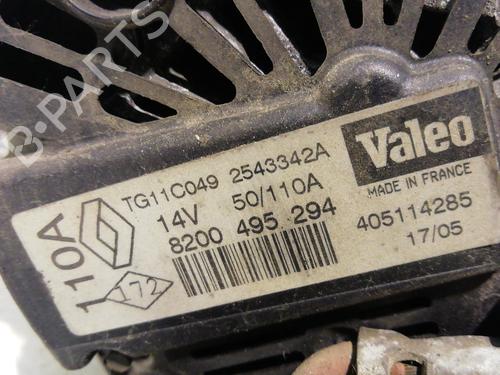 B-PARTS
Valeo
MADE IN FRANCE
TG11C049 2543342A
14V 50/110A
8200 495 294
405114285
17/05
110A
172